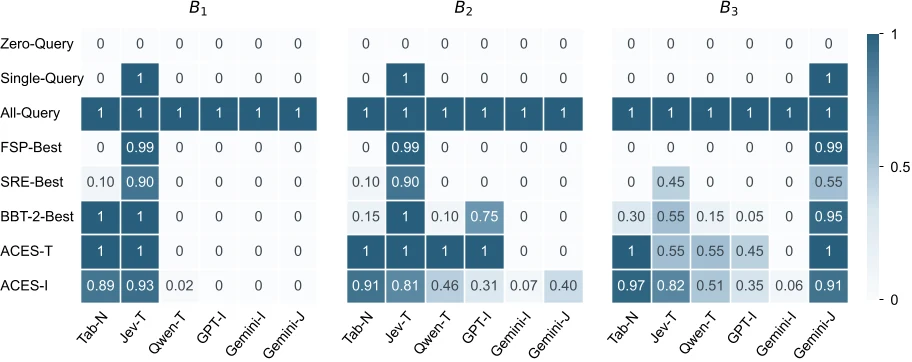 B1 B2 B3
Zero-Query 0 0 0 0 0 0 0 0 0 0 0 0 0 0 0 0 0 0
Single-Query 0 1 0 0 0 0 0 1 0 0 0 0 0 0 0 0 0 1
All-Query 1 1 1 1 1 1 1 1 1 1 1 1 1 1 1 1 1 1
FSP-Best 0 0.99 0 0 0 0 0 0.99 0 0 0 0 0 0 0 0 0 0.99
SRE-Best 0.10 0.90 0 0 0 0 0.10 0.90 0 0 0 0 0 0.45 0 0 0 0.55
BBT-2-Best 1 1 0 0 0 0 0.15 1 0.10 0.75 0 0 0.30 0.55 0.15 0.05 0 0.95
ACES-T 1 1 0 0 0 0 1 1 1 1 0 0 1 0.55 0.55 0.45 0 1
ACES-I 0.89 0.93 0.02 0 0 0 0.91 0.81 0.46 0.31 0.07 0.40 0.97 0.82 0.51 0.35 0.06 0.91
Tab-N Jev-T Qwen-T GPT-I Gemini-I Gemini-J Tab-N Jev-T Qwen-T GPT-I Gemini-I Gemini-J Tab-N Jev-T Qwen-T GPT-I Gemini-I Gemini-J
1
0.5
0